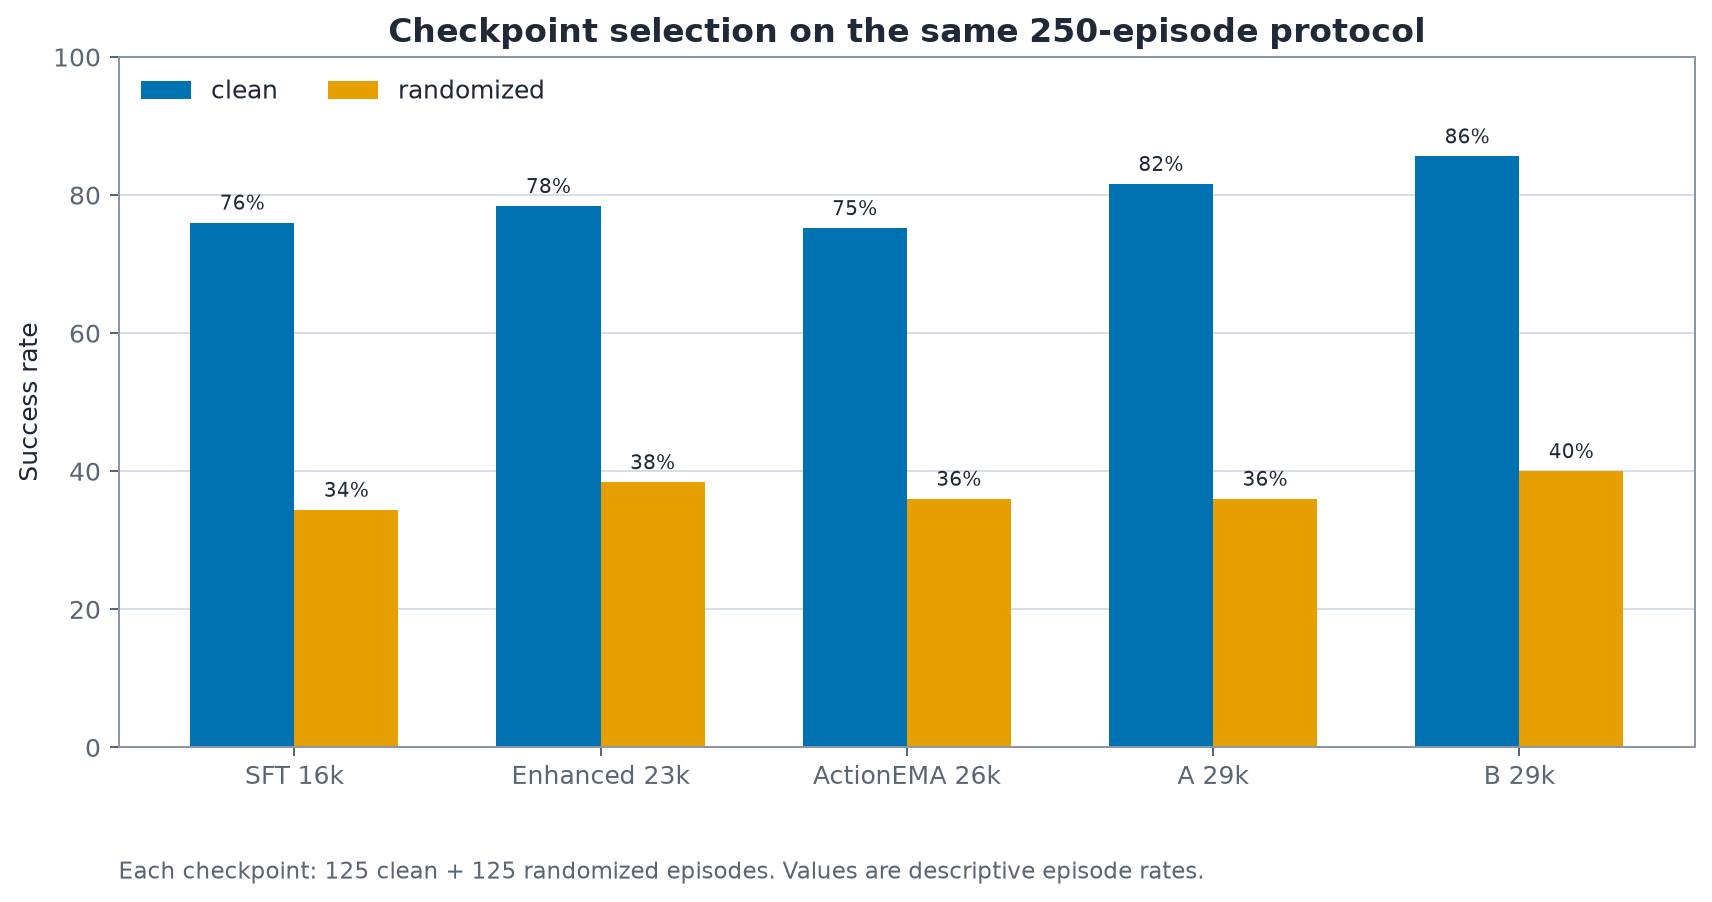 Checkpoint selection on the same 250-episode protocol
clean
randomized
Success rate
100
80
60
40
20
0
76%
34%
78%
38%
75%
36%
82%
36%
86%
40%
SFT 16k
Enhanced 23k
ActionEMA 26k
A 29k
B 29k
Each checkpoint: 125 clean + 125 randomized episodes. Values are descriptive episode rates.